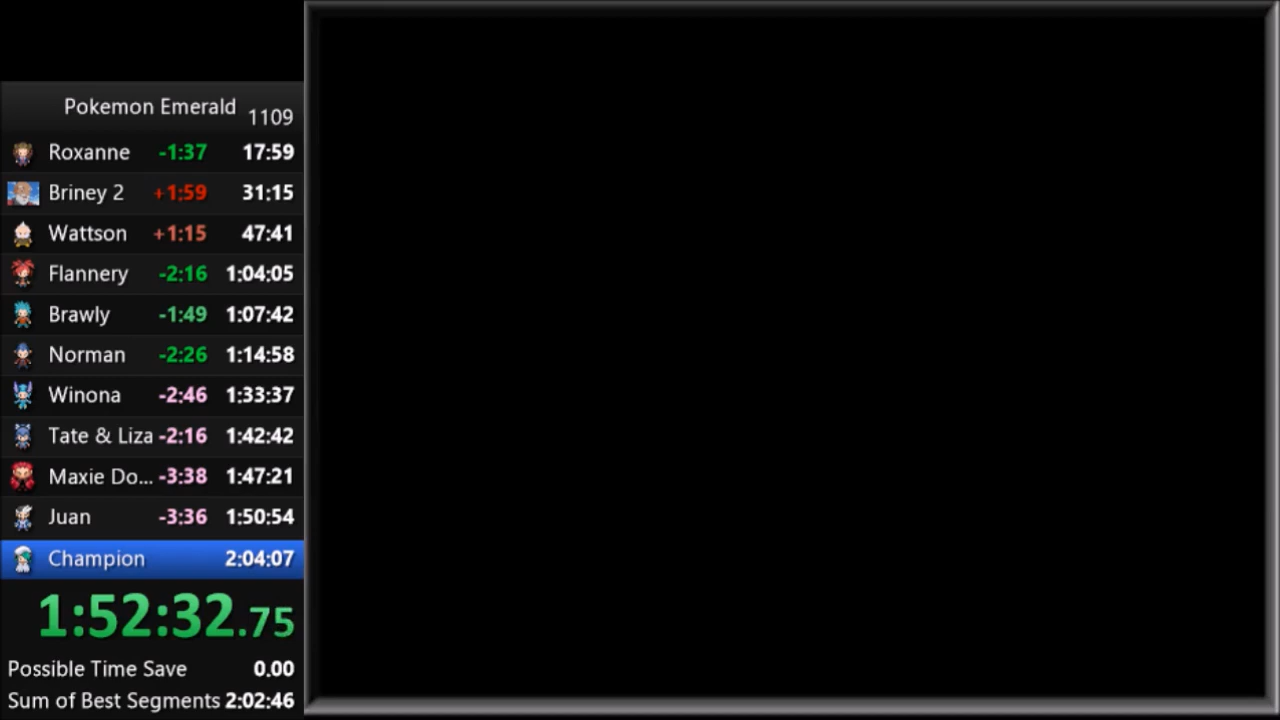 Pokemon Emerald 1109
Roxanne -1:37 17:59
Briney 2 +1:59 31:15
Wattson +1:15 47:41
Flannery -2:16 1:04:05
Brawly -1:49 1:07:42
Norman -2:26 1:14:58
Winona -2:46 1:33:37
Tate & Liza -2:16 1:42:42
Maxie Do... -3:38 1:47:21
Juan -3:36 1:50:54
Champion 2:04:07
1:52:32.75
Possible Time Save 0.00
Sum of Best Segments 2:02:46